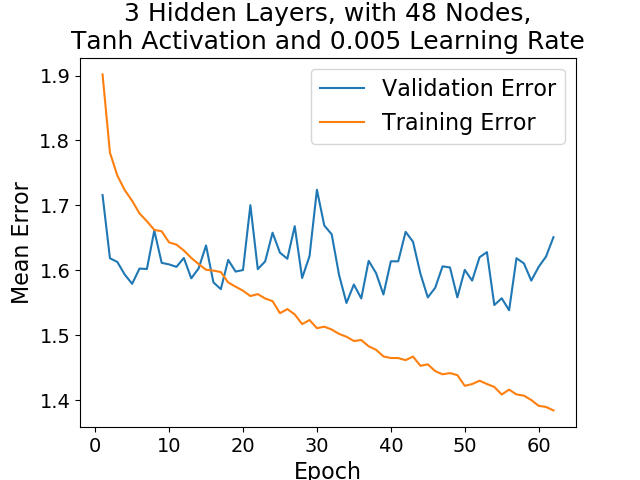 3 Hidden Layers, with 48 Nodes,
Tanh Activation and 0.005 Learning Rate
Validation Error
Training Error
Mean Error
1.9
1.8
1.7
1.6
1.5
1.4
0 10 20 30 40 50 60
Epoch